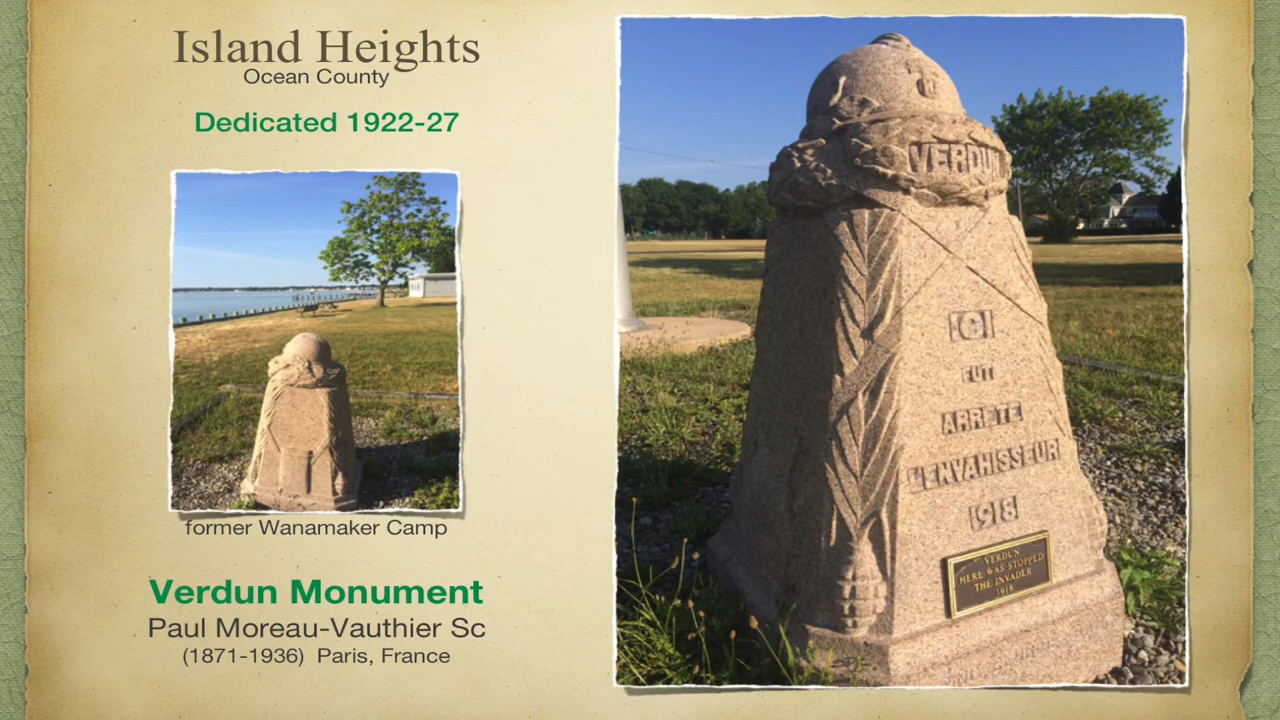 Island Heights
Ocean County
Dedicated 1922-27
former Wanamaker Camp
Verdun Monument
Paul Moreau-Vauthier Sc
(1871-1936) Paris, France
VERDUN
ICI
FUT
ARRETE
L'ENVAHISSEUR
1918
VERDUN
HERE WAS STOPPED
THE INVADER
1918